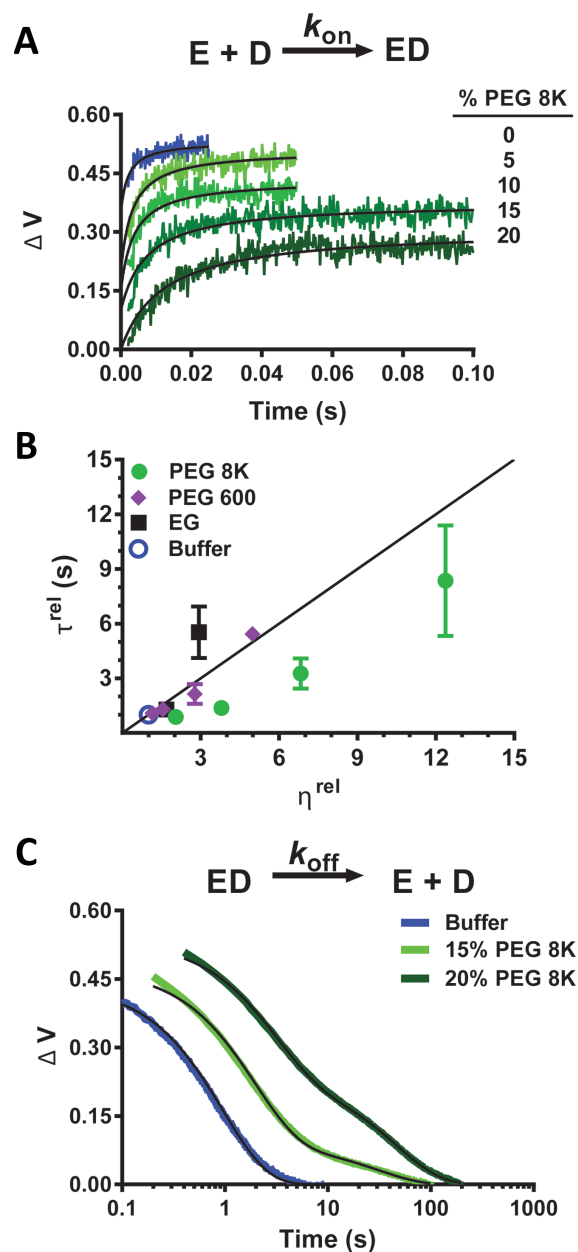 A
k_on
E + D → ED
% PEG 8K
0
5
10
15
20
0.60
0.45
0.30
0.15
0.00
Δ V
0.00 0.02 0.04 0.06 0.08 0.10
Time (s)
B
15
12
9
6
3
τ^rel (s)
PEG 8K
PEG 600
EG
Buffer
3 6 9 12 15
η^rel
C
k_off
ED → E + D
Buffer
15% PEG 8K
20% PEG 8K
0.60
0.45
0.30
0.15
0.00
Δ V
0.1 1 10 100 1000
Time (s)